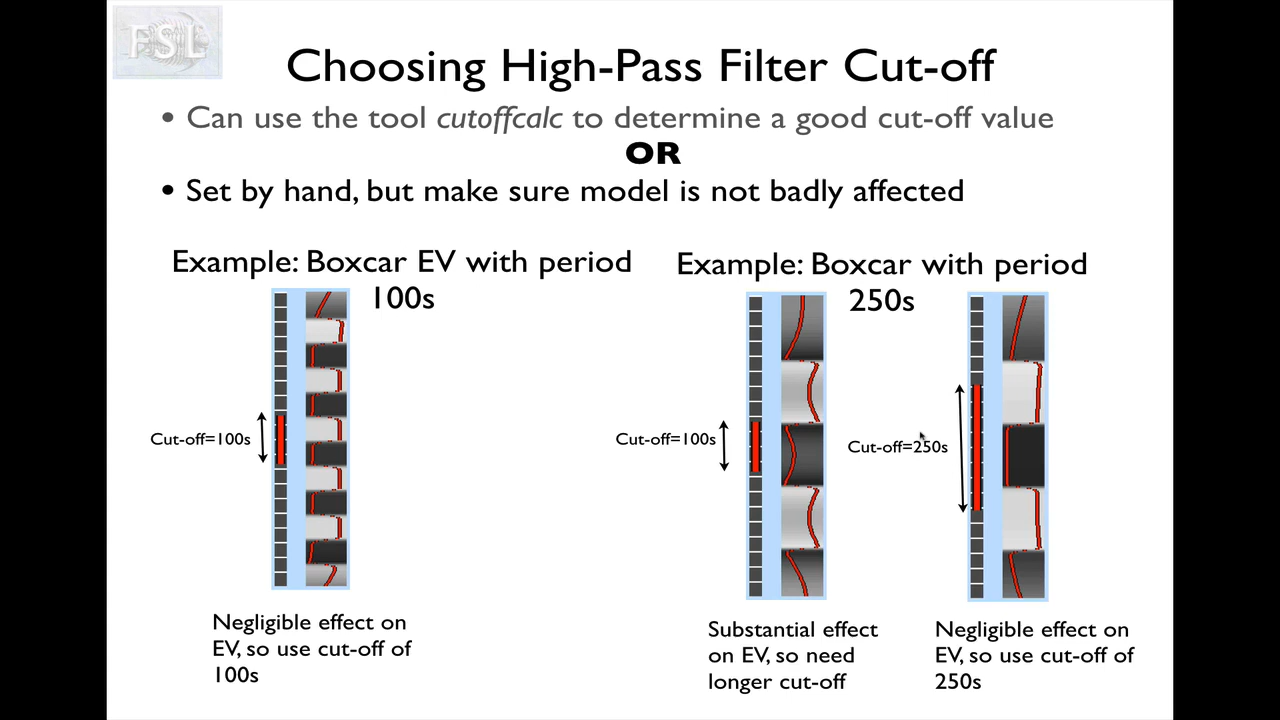 FSL
Choosing High-Pass Filter Cut-off
• Can use the tool cutoffcalc to determine a good cut-off value
OR
• Set by hand, but make sure model is not badly affected
Example: Boxcar EV with period
100s
Cut-off=100s
Negligible effect on
EV, so use cut-off of
100s
Example: Boxcar with period
250s
Cut-off=100s
Substantial effect
on EV, so need
longer cut-off
Cut-off=250s
Negligible effect on
EV, so use cut-off of
250s